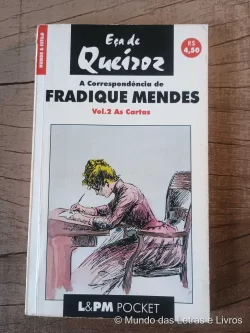 Eça de
Queiroz
R$
4,50
A Correspondência de
FRADIQUE MENDES
Vol.2 As Cartas
L&PM POCKET
© Mundo das Letras e Livros